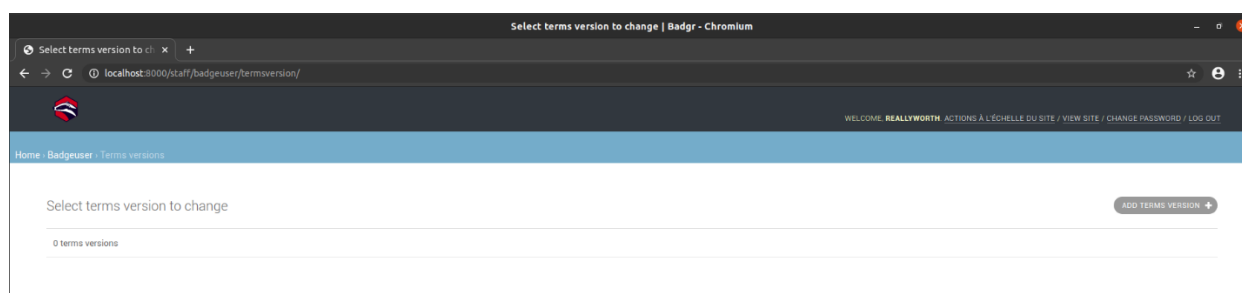 Select terms version to change | Badgr - Chromium
Select terms version to ch
localhost:8000/staff/badgeuser/termsversion/
WELCOME, REALLYWORTH. ACTIONS À L'ÉCHELLE DU SITE / VIEW SITE / CHANGE PASSWORD / LOG OUT
Home › Badgeuser › Terms versions
Select terms version to change
ADD TERMS VERSION +
0 terms versions